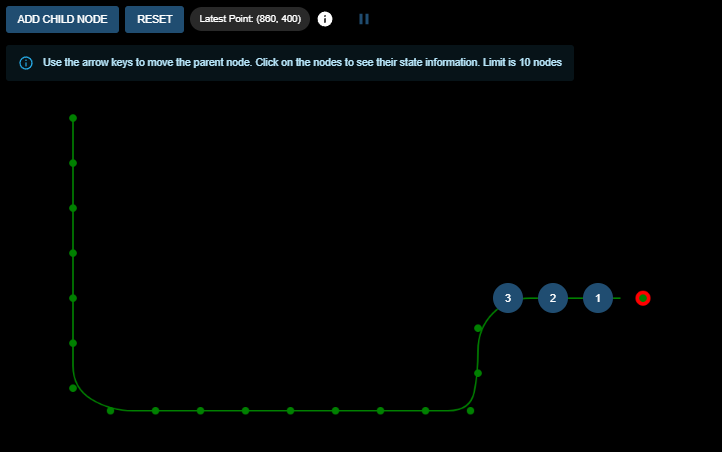 ADD CHILD NODE RESET Latest Point: (860, 400)
Use the arrow keys to move the parent node. Click on the nodes to see their state information. Limit is 10 nodes
3 2 1